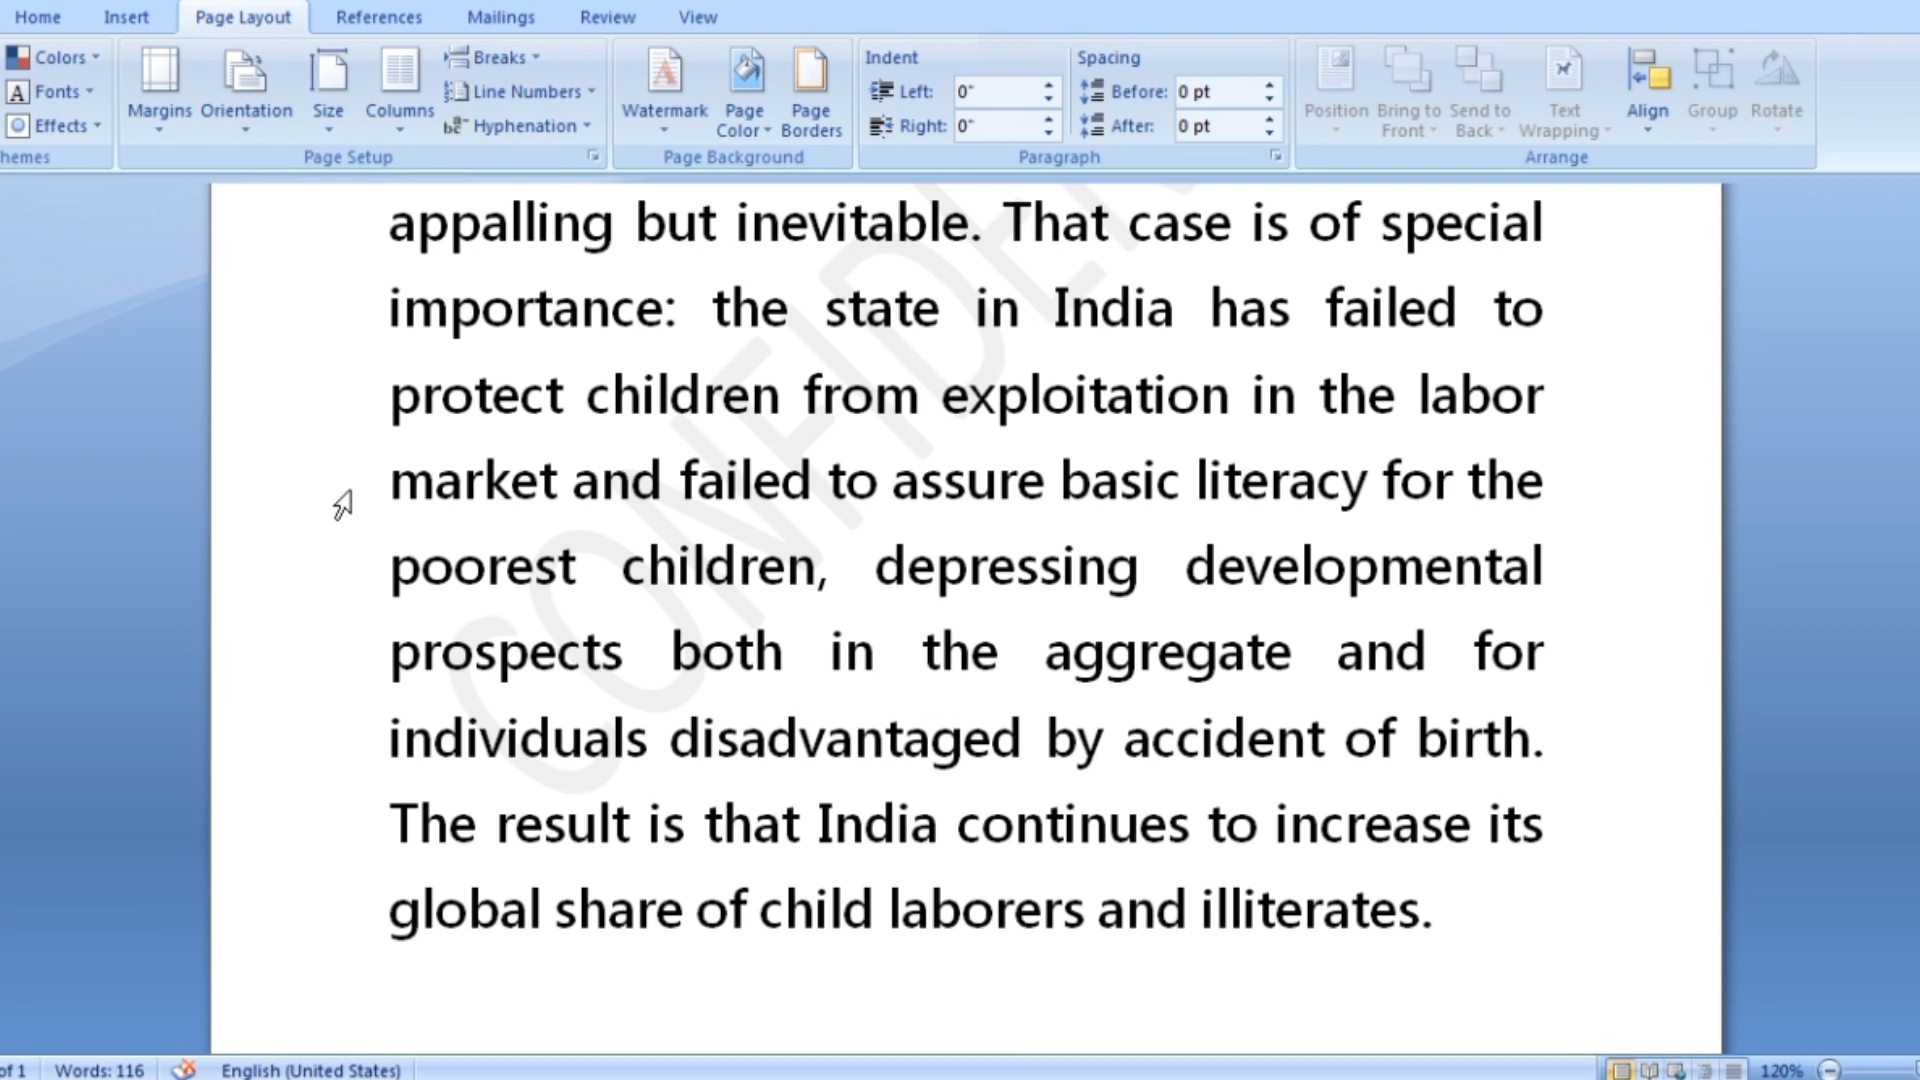 Home Insert Page Layout References Mailings Review View
Colors Breaks Indent Spacing
Fonts Line Numbers Left: 0" Before: 0 pt
Margins Orientation Size Columns Watermark Page Color Page Borders Position Bring to Front Send to Back Text Wrapping Align Group Rotate
Effects Hyphenation Right: 0" After: 0 pt
hemes Page Setup Page Background Paragraph Arrange
appalling but inevitable. That case is of special
importance: the state in India has failed to
protect children from exploitation in the labor
market and failed to assure basic literacy for the
poorest children, depressing developmental
prospects both in the aggregate and for
individuals disadvantaged by accident of birth.
The result is that India continues to increase its
global share of child laborers and illiterates.
CONFIDEN
of 1 Words: 116 English (United States) 120%